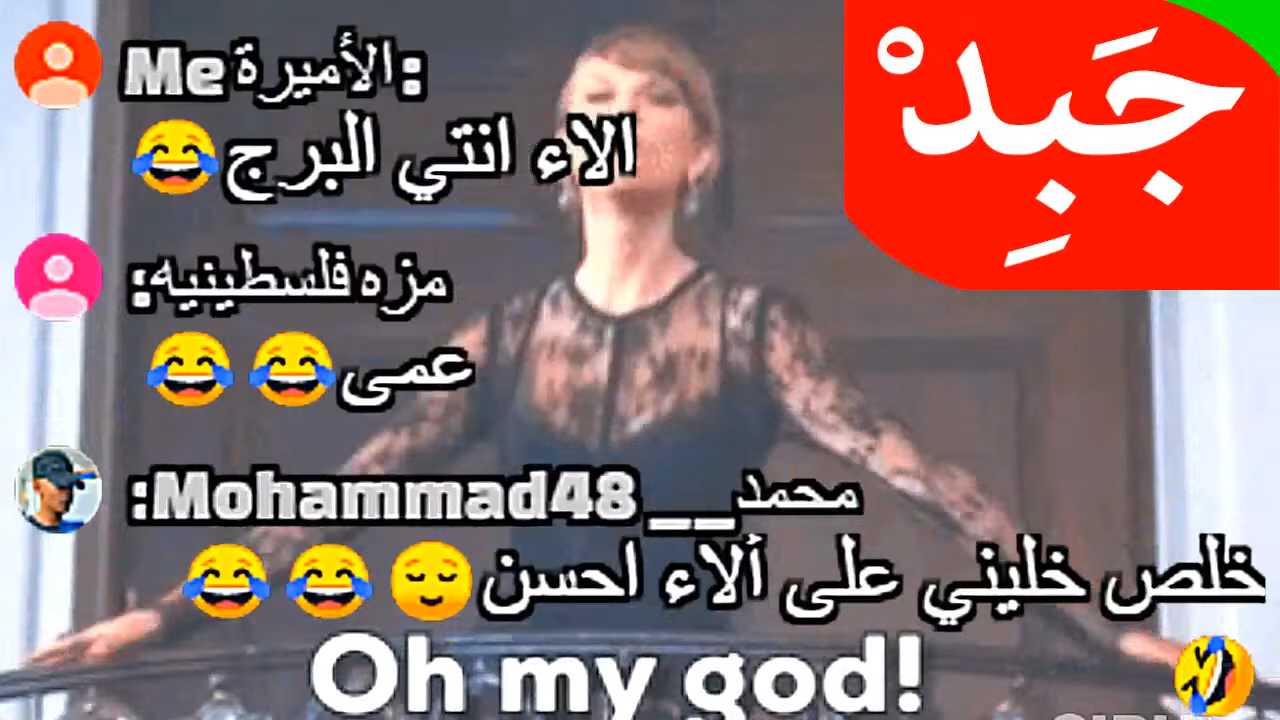 Me الأميرة:
الاء انتي البرج😂
جَبِدْ
مزه فلسطينيه:
عمى😂😂
محمد__Mohammad48:
خلص خليني على ألاء احسن😌😂😂
Oh my god!